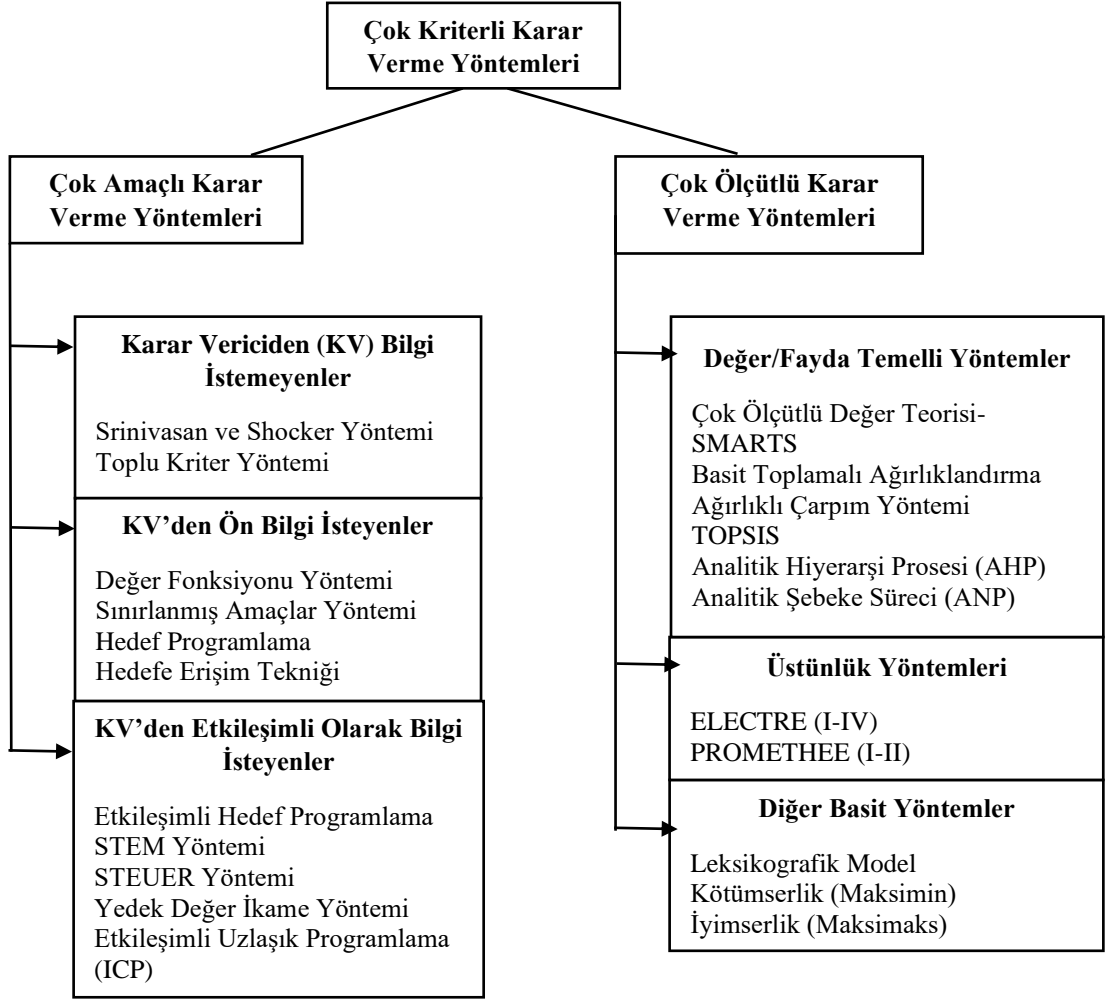 Çok Kriterli Karar
Verme Yöntemleri
Çok Amaçlı Karar
Verme Yöntemleri
Çok Ölçütlü Karar
Verme Yöntemleri
Karar Vericiden (KV) Bilgi
İstemeyenler
Srinivasan ve Shocker Yöntemi
Toplu Kriter Yöntemi
KV’den Ön Bilgi İsteyenler
Değer Fonksiyonu Yöntemi
Sınırlanmış Amaçlar Yöntemi
Hedef Programlama
Hedefe Erişim Tekniği
KV’den Etkileşimli Olarak Bilgi
İsteyenler
Etkileşimli Hedef Programlama
STEM Yöntemi
STEUER Yöntemi
Yedek Değer İkame Yöntemi
Etkileşimli Uzlaşık Programlama
(ICP)
Değer/Fayda Temelli Yöntemler
Çok Ölçütlü Değer Teorisi-
SMARTS
Basit Toplamalı Ağırlıklandırma
Ağırlıklı Çarpım Yöntemi
TOPSIS
Analitik Hiyerarşi Prosesi (AHP)
Analitik Şebeke Süreci (ANP)
Üstünlük Yöntemleri
ELECTRE (I-IV)
PROMETHEE (I-II)
Diğer Basit Yöntemler
Leksikografik Model
Kötümserlik (Maksimin)
İyimserlik (Maksimaks)